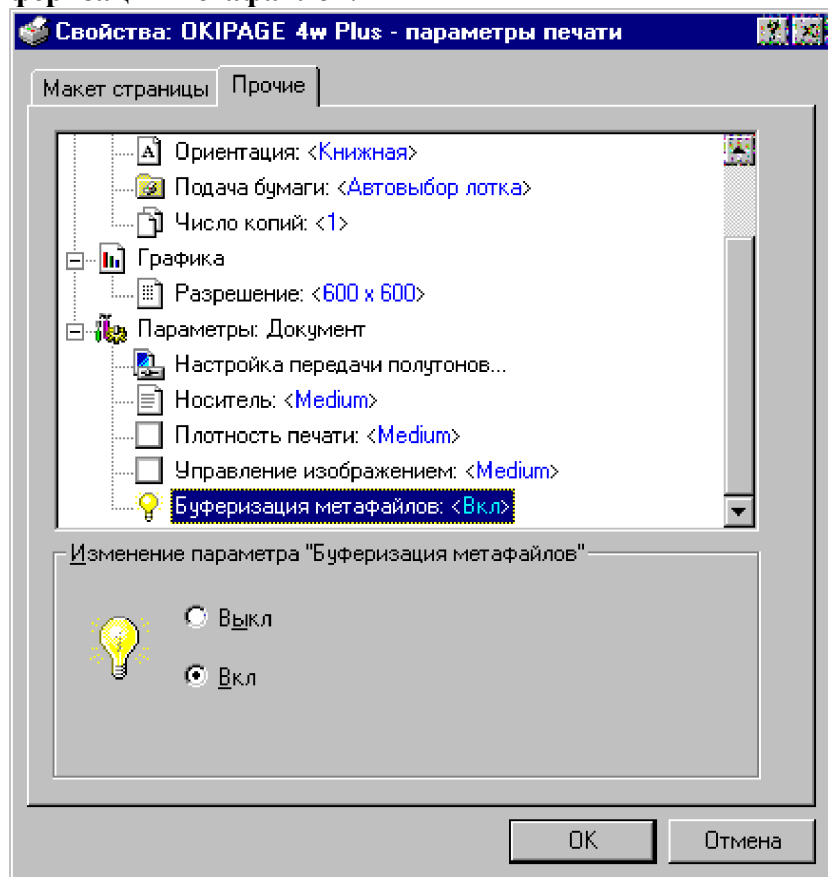 Свойства: OKIPAGE 4w Plus - параметры печати
Макет страницы Прочие
Ориентация: <Книжная>
Подача бумаги: <Автовыбор лотка>
Число копий: <1>
Графика
Разрешение: <600 x 600>
Параметры: Документ
Настройка передачи полутонов...
Носитель: <Medium>
Плотность печати: <Medium>
Управление изображением: <Medium>
Буферизация метафайлов: <Вкл>
Изменение параметра "Буферизация метафайлов"
Выкл
Вкл
OK Отмена